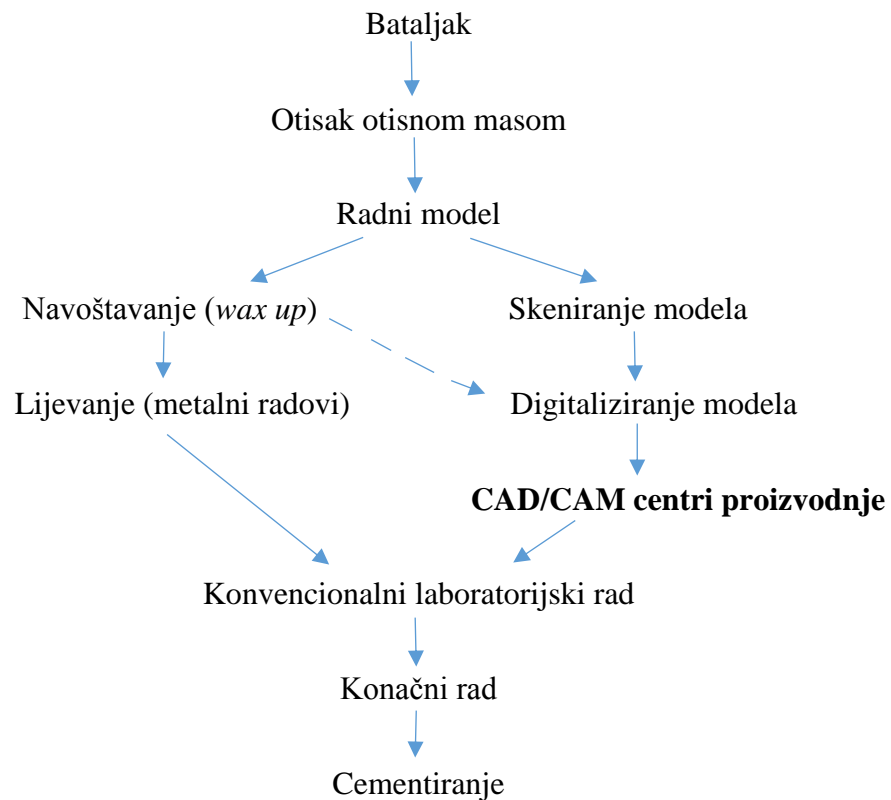 Bataljak
Otisak otisnom masom
Radni model
Navoštavanje (wax up)
Skeniranje modela
Lijevanje (metalni radovi)
Digitaliziranje modela
CAD/CAM centri proizvodnje
Konvencionalni laboratorijski rad
Konačni rad
Cementiranje